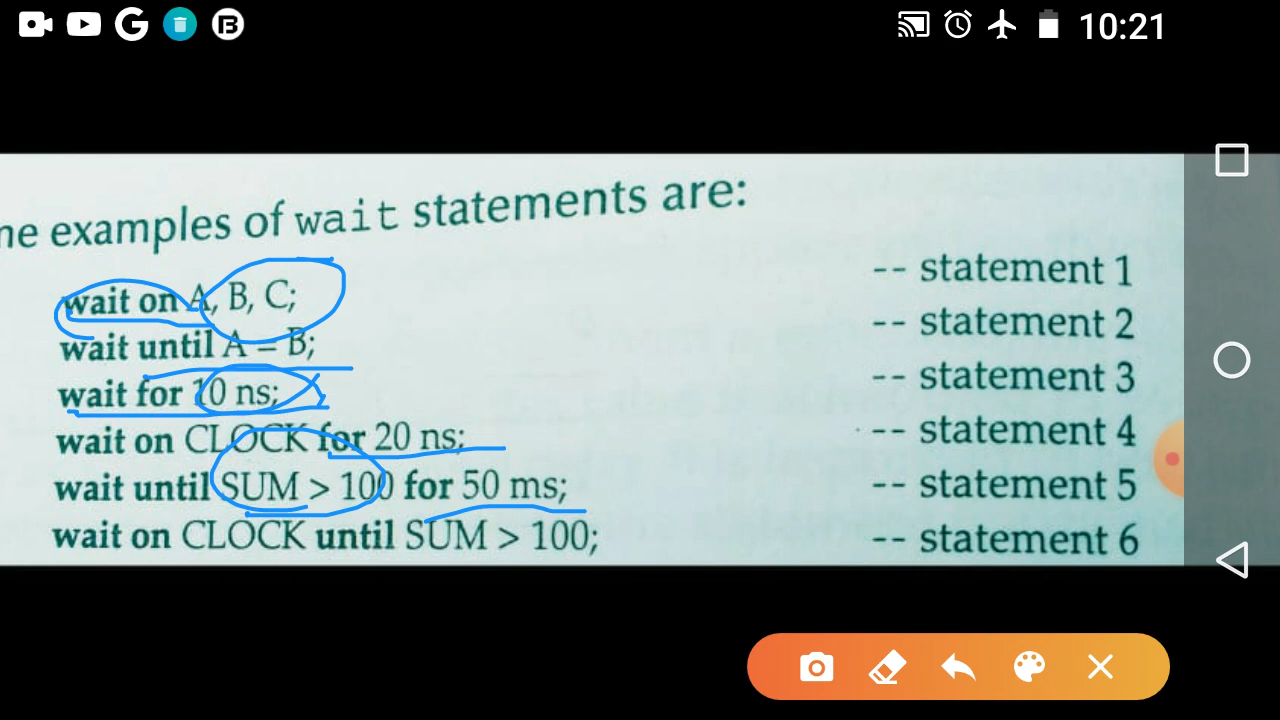 10:21
ne examples of wait statements are:
wait on A, B, C; -- statement 1
wait until A = B; -- statement 2
wait for 10 ns; -- statement 3
wait on CLOCK for 20 ns; -- statement 4
wait until SUM > 100 for 50 ms; -- statement 5
wait on CLOCK until SUM > 100; -- statement 6